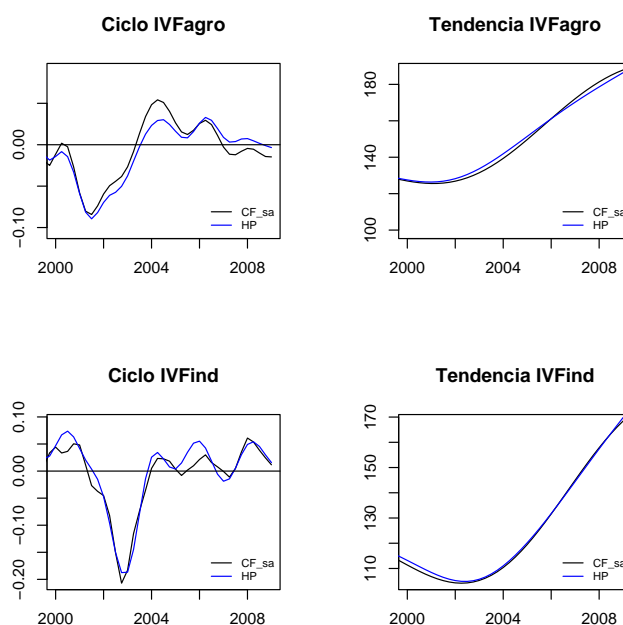 Ciclo IVFagro
0.00
−0.10
CF_sa
HP
2000
2004
2008
Tendencia IVFagro
180
160
140
120
100
CF_sa
HP
2000
2004
2008
Ciclo IVFind
0.10
0.00
−0.10
−0.20
CF_sa
HP
2000
2004
2008
Tendencia IVFind
170
150
130
110
CF_sa
HP
2000
2004
2008